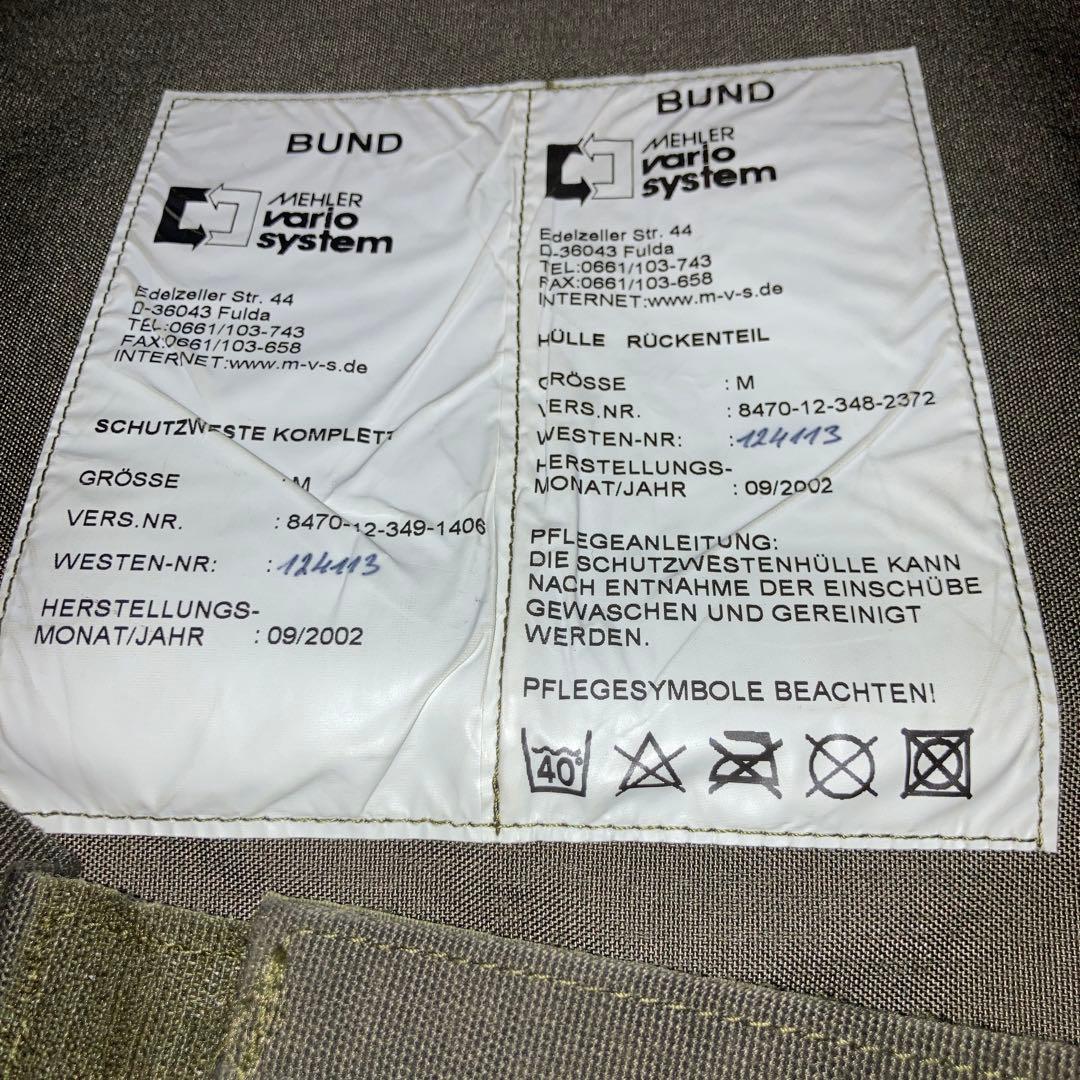 BUND
MEHLER
vario
system
Edelzeller Str. 44
D-36043 Fulda
TEL:0661/103-743
FAX:0661/103-658
INTERNET:www.m-v-s.de
SCHUTZWESTE KOMPLETT
GRÖSSE : M
VERS.NR. : 8470-12-349-1406
WESTEN-NR: :124113
HERSTELLUNGS-
MONAT/JAHR : 09/2002
BUND
MEHLER
vario
system
Edelzeller Str. 44
D-36043 Fulda
TEL:0661/103-743
FAX:0661/103-658
INTERNET:www.m-v-s.de
HÜLLE RÜCKENTEIL
GRÖSSE : M
VERS.NR. : 8470-12-348-2372
WESTEN-NR: :124113
HERSTELLUNGS-
MONAT/JAHR : 09/2002
PFLEGEANLEITUNG:
DIE SCHUTZWESTENHÜLLE KANN
NACH ENTNAHME DER EINSCHÜBE
GEWASCHEN UND GEREINIGT
WERDEN.
PFLEGESYMBOLE BEACHTEN!
40°